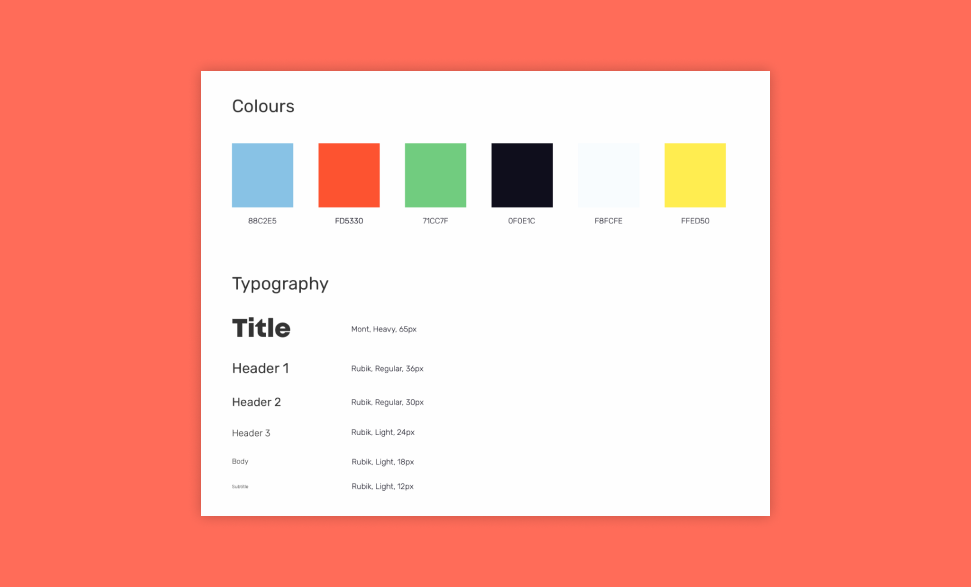 Colours
88C2E5 FD5330 71CC7F 0F0E1C F8FCFE FFED50
Typography
Title Mont, Heavy, 65px
Header 1 Rubik, Regular, 36px
Header 2 Rubik, Regular, 30px
Header 3 Rubik, Light, 24px
Body Rubik, Light, 18px
Rubik, Light, 12px